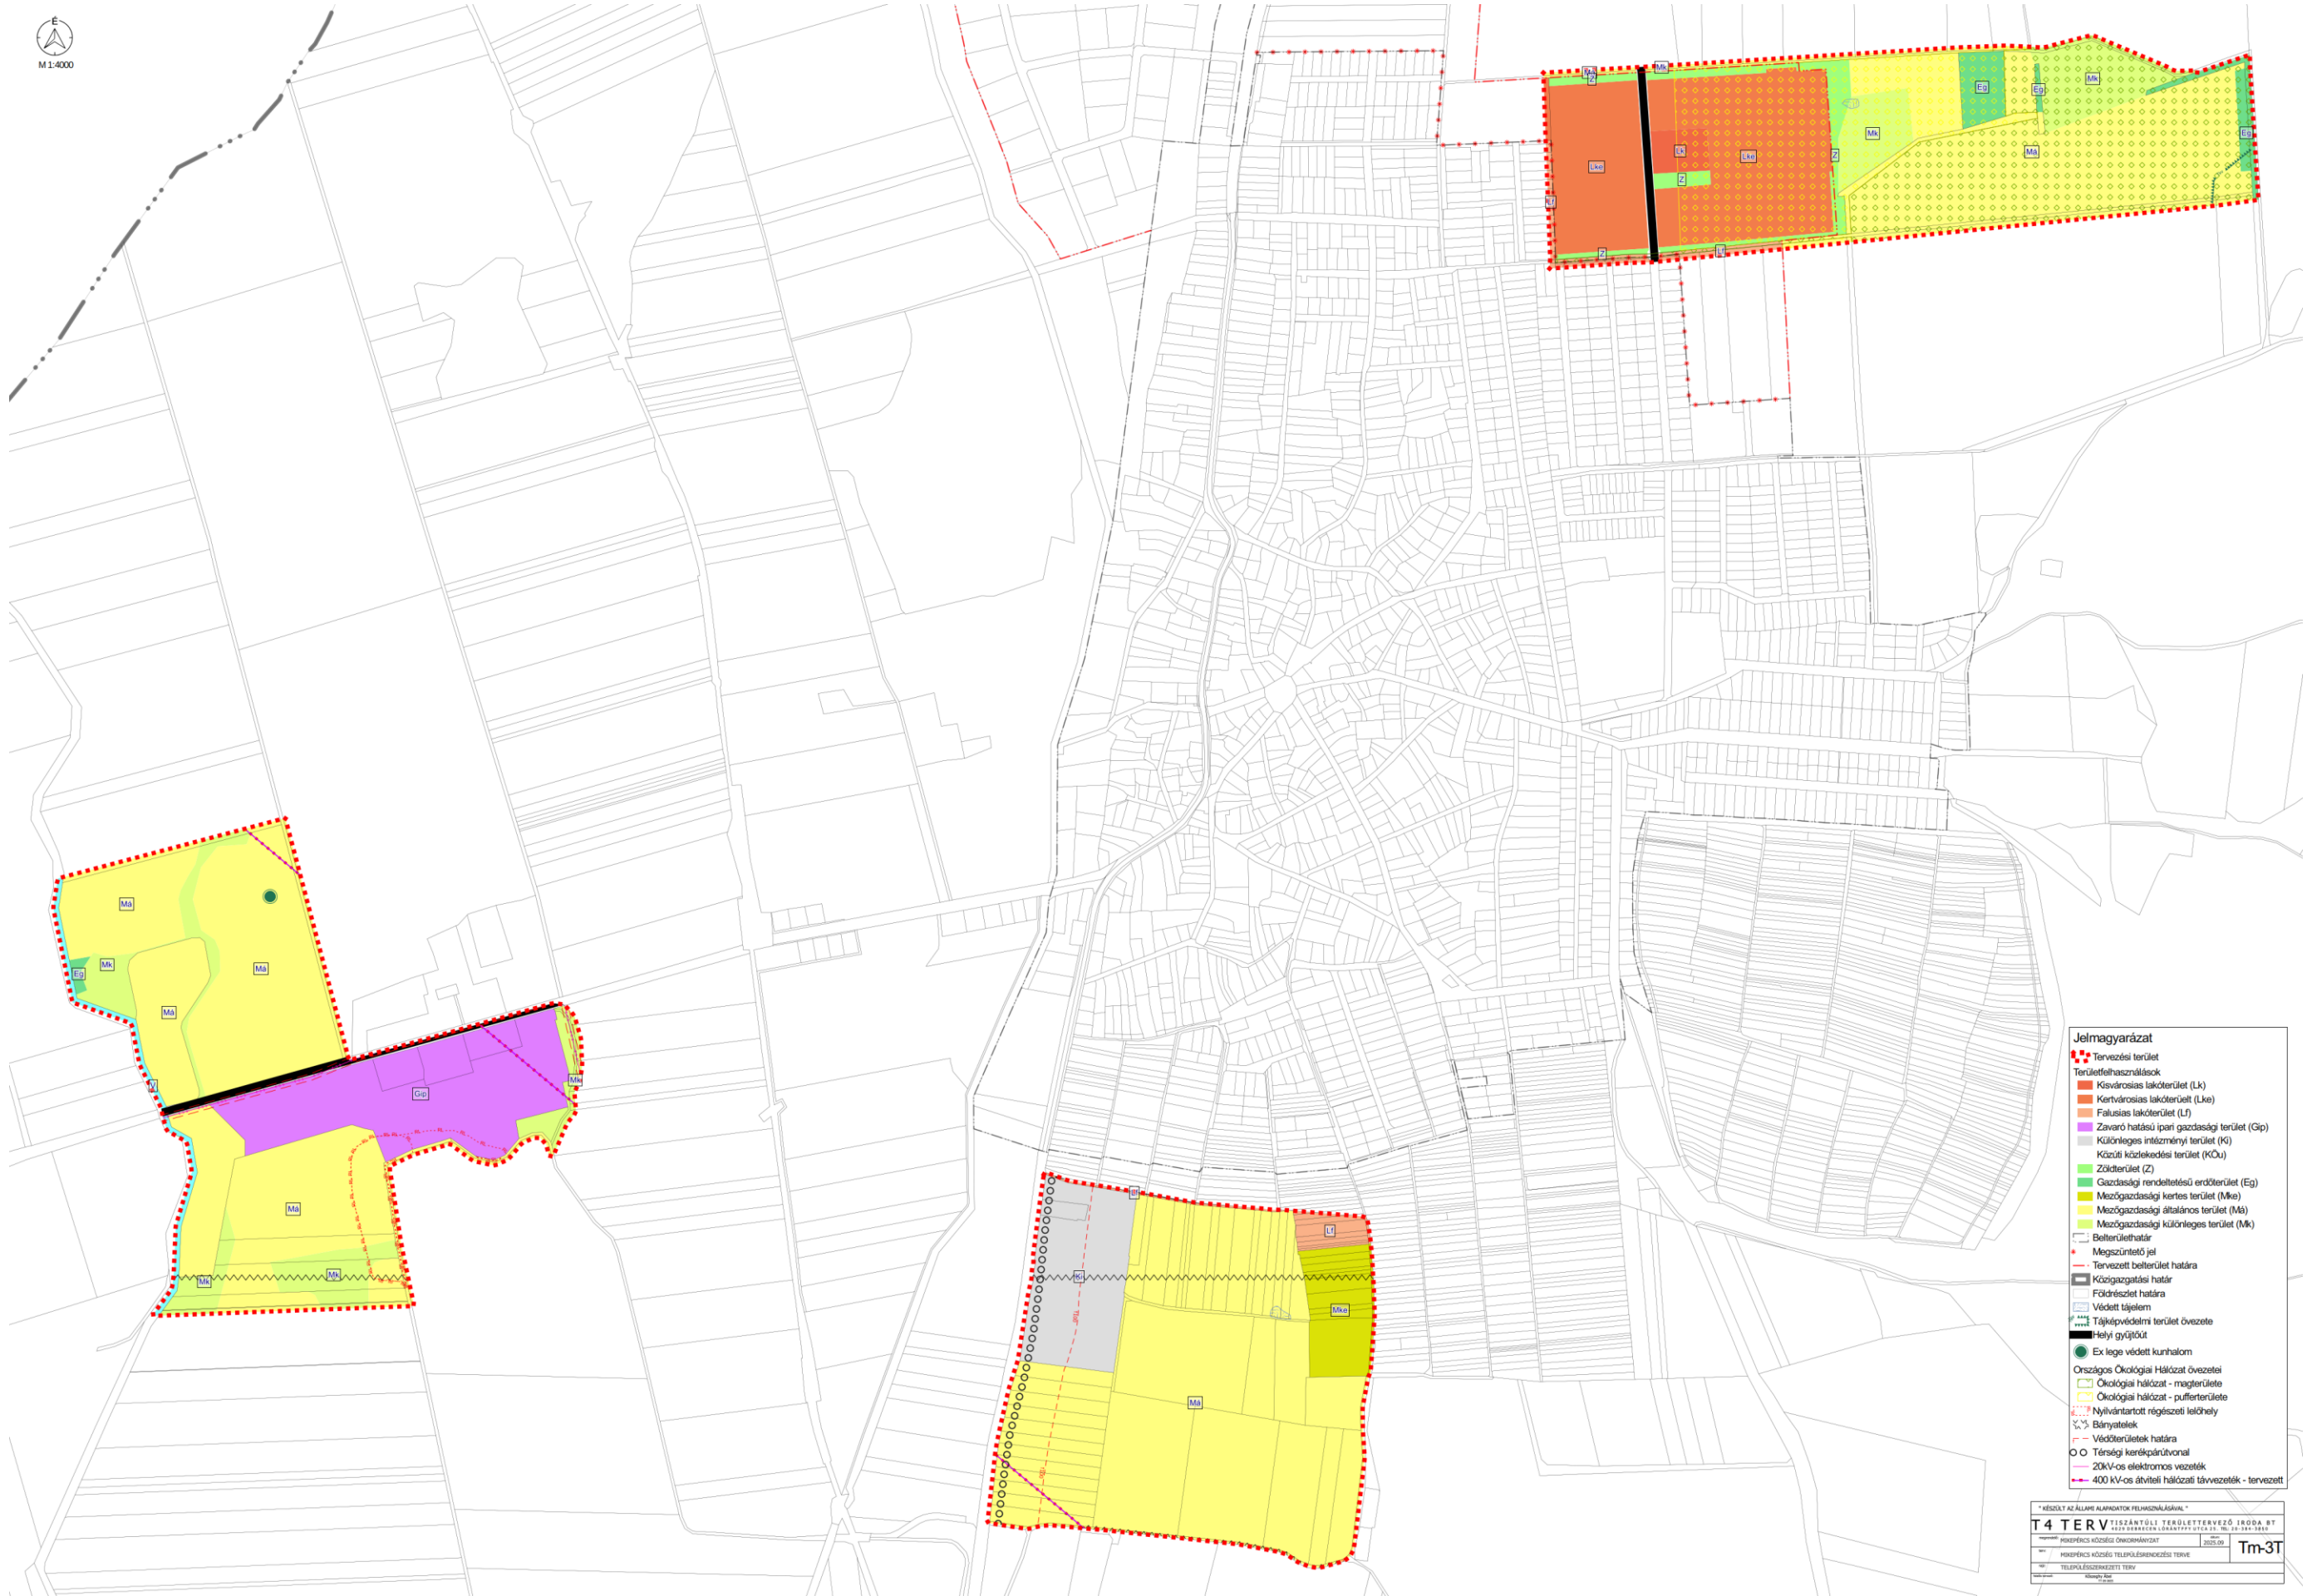 É
M 1:4000
Má
Z
Mk
Eg
Eg
Mk
Mk
Eg
Lke
Lk
Lke
Z
Má
Z
Lf
Z
Lf
Má
Má
Mk
Eg
Má
V
Mk
Gip
Má
Mk
Mk
Lf
Ki
Mke
Má
Jelmagyarázat
Tervezési terület
Területfelhasználások
Kisvárosias lakóterület (Lk)
Kertvárosias lakóterüelt (Lke)
Falusias lakóterület (Lf)
Zavaró hatású ipari gazdasági terület (Gip)
Különleges intézményi terület (Ki)
Közúti közlekedési terület (KÖu)
Zöldterület (Z)
Gazdasági rendeltetésű erdőterület (Eg)
Mezőgazdasági kertes terület (Mke)
Mezőgazdasági általános terület (Má)
Mezőgazdasági különleges terület (Mk)
Belterülethatár
Megszüntető jel
Tervezett belterület határa
Közigazgatási határ
Földrészlet határa
Védett tájelem
Tájképvédelmi terület övezete
Helyi gyűjtőút
Ex lege védett kunhalom
Országos Ökológiai Hálózat övezetei
Ökológiai hálózat - magterülete
Ökológiai hálózat - pufferterülete
Nyilvántartott régészeti lelőhely
Bányatelek
Védőterületek határa
Térségi kerékpárútvonal
20kV-os elektromos vezeték
400 kV-os átviteli hálózati távvezeték - tervezett
" KÉSZÜLT AZ ÁLLAMI ALAPADATOK FELHASZNÁLÁSÁVAL "
T4 TERV TISZÁNTÚLI TERÜLETTERVEZŐ IRODA BT
MIKEPÉRCS KÖZSÉGI ÖNKORMÁNYZAT
2025.09
Tm-3T
MIKEPÉRCS KÖZSÉG TELEPÜLÉSRENDEZÉSI TERVE
TELEPÜLÉSSZERKEZETI TERV